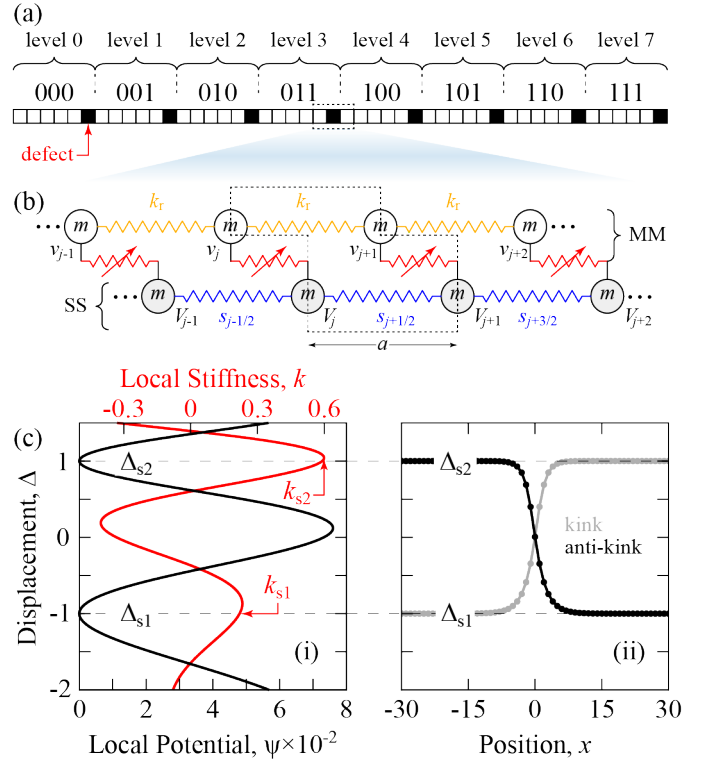 (a)
level 0 level 1 level 2 level 3 level 4 level 5 level 6 level 7
000 001 010 011 100 101 110 111
defect
(b)
k_r k_r k_r
m m m m
MM
v_{j-1} v_j v_{j+1} v_{j+2}
SS
m m m m
V_{j-1} s_{j-1/2} V_j s_{j+1/2} V_{j+1} s_{j+3/2} V_{j+2}
a
(c)
Local Stiffness, k
-0.3 0 0.3 0.6
Displacement, Δ
1 0 -1 -2
Δ_{s2}
k_{s2}
k_{s1}
Δ_{s1}
(i)
0 2 4 6 8
Local Potential, ψ×10^{-2}
Δ_{s2}
kink
anti-kink
Δ_{s1}
(ii)
-30 -15 0 15 30
Position, x